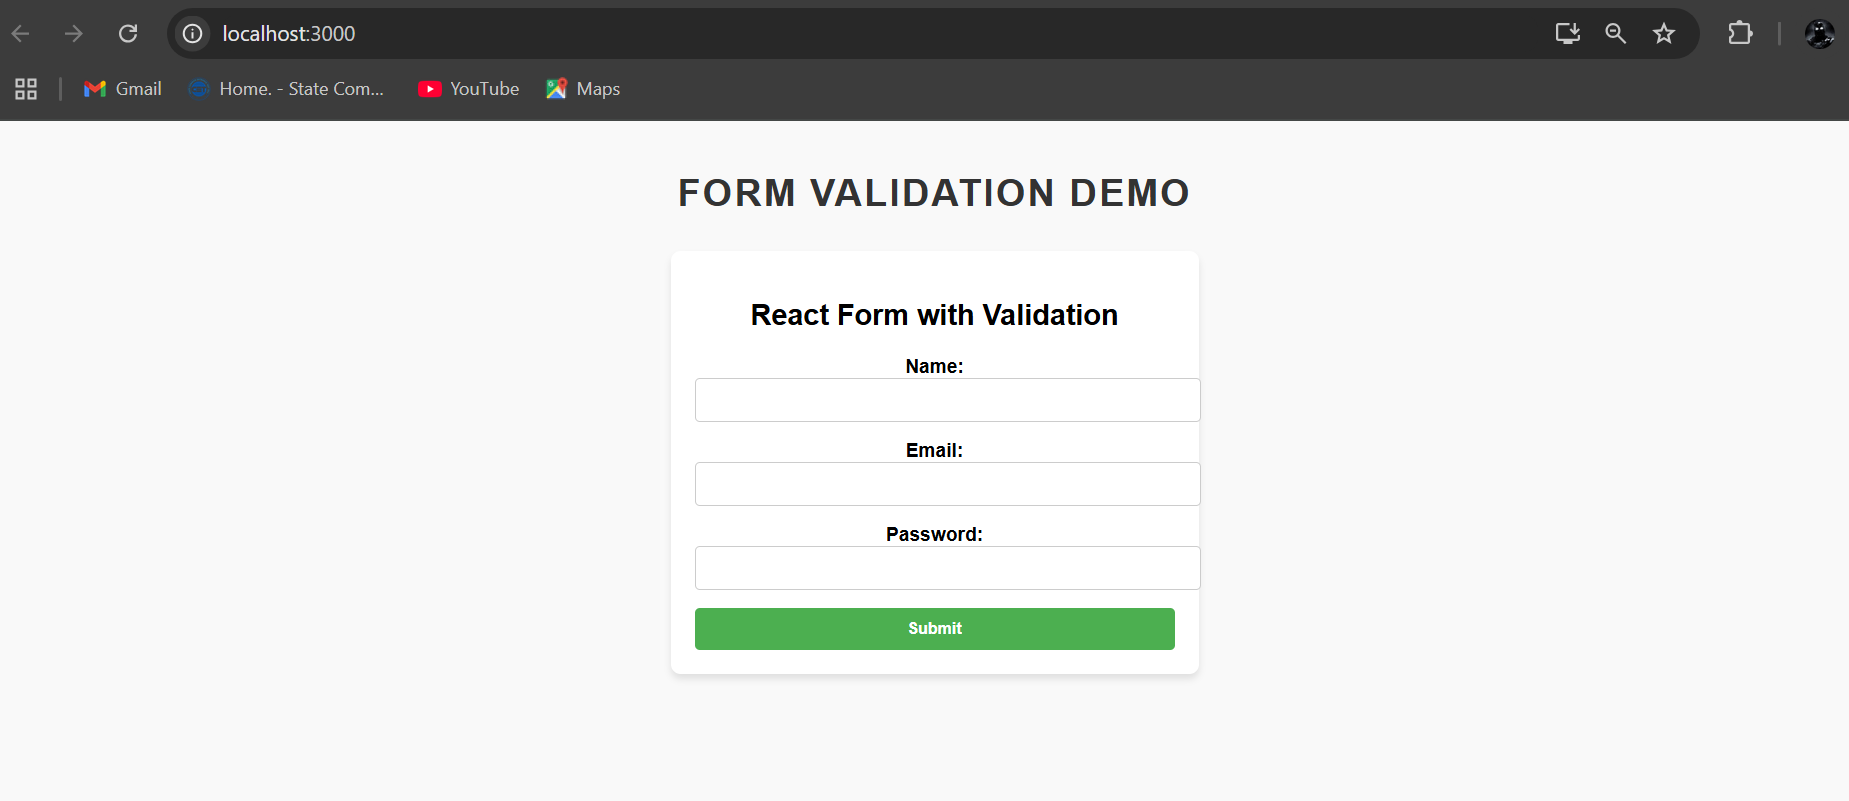 localhost:3000
Gmail
Home. - State Com...
YouTube
Maps
FORM VALIDATION DEMO
React Form with Validation
Name:
Email:
Password:
Submit